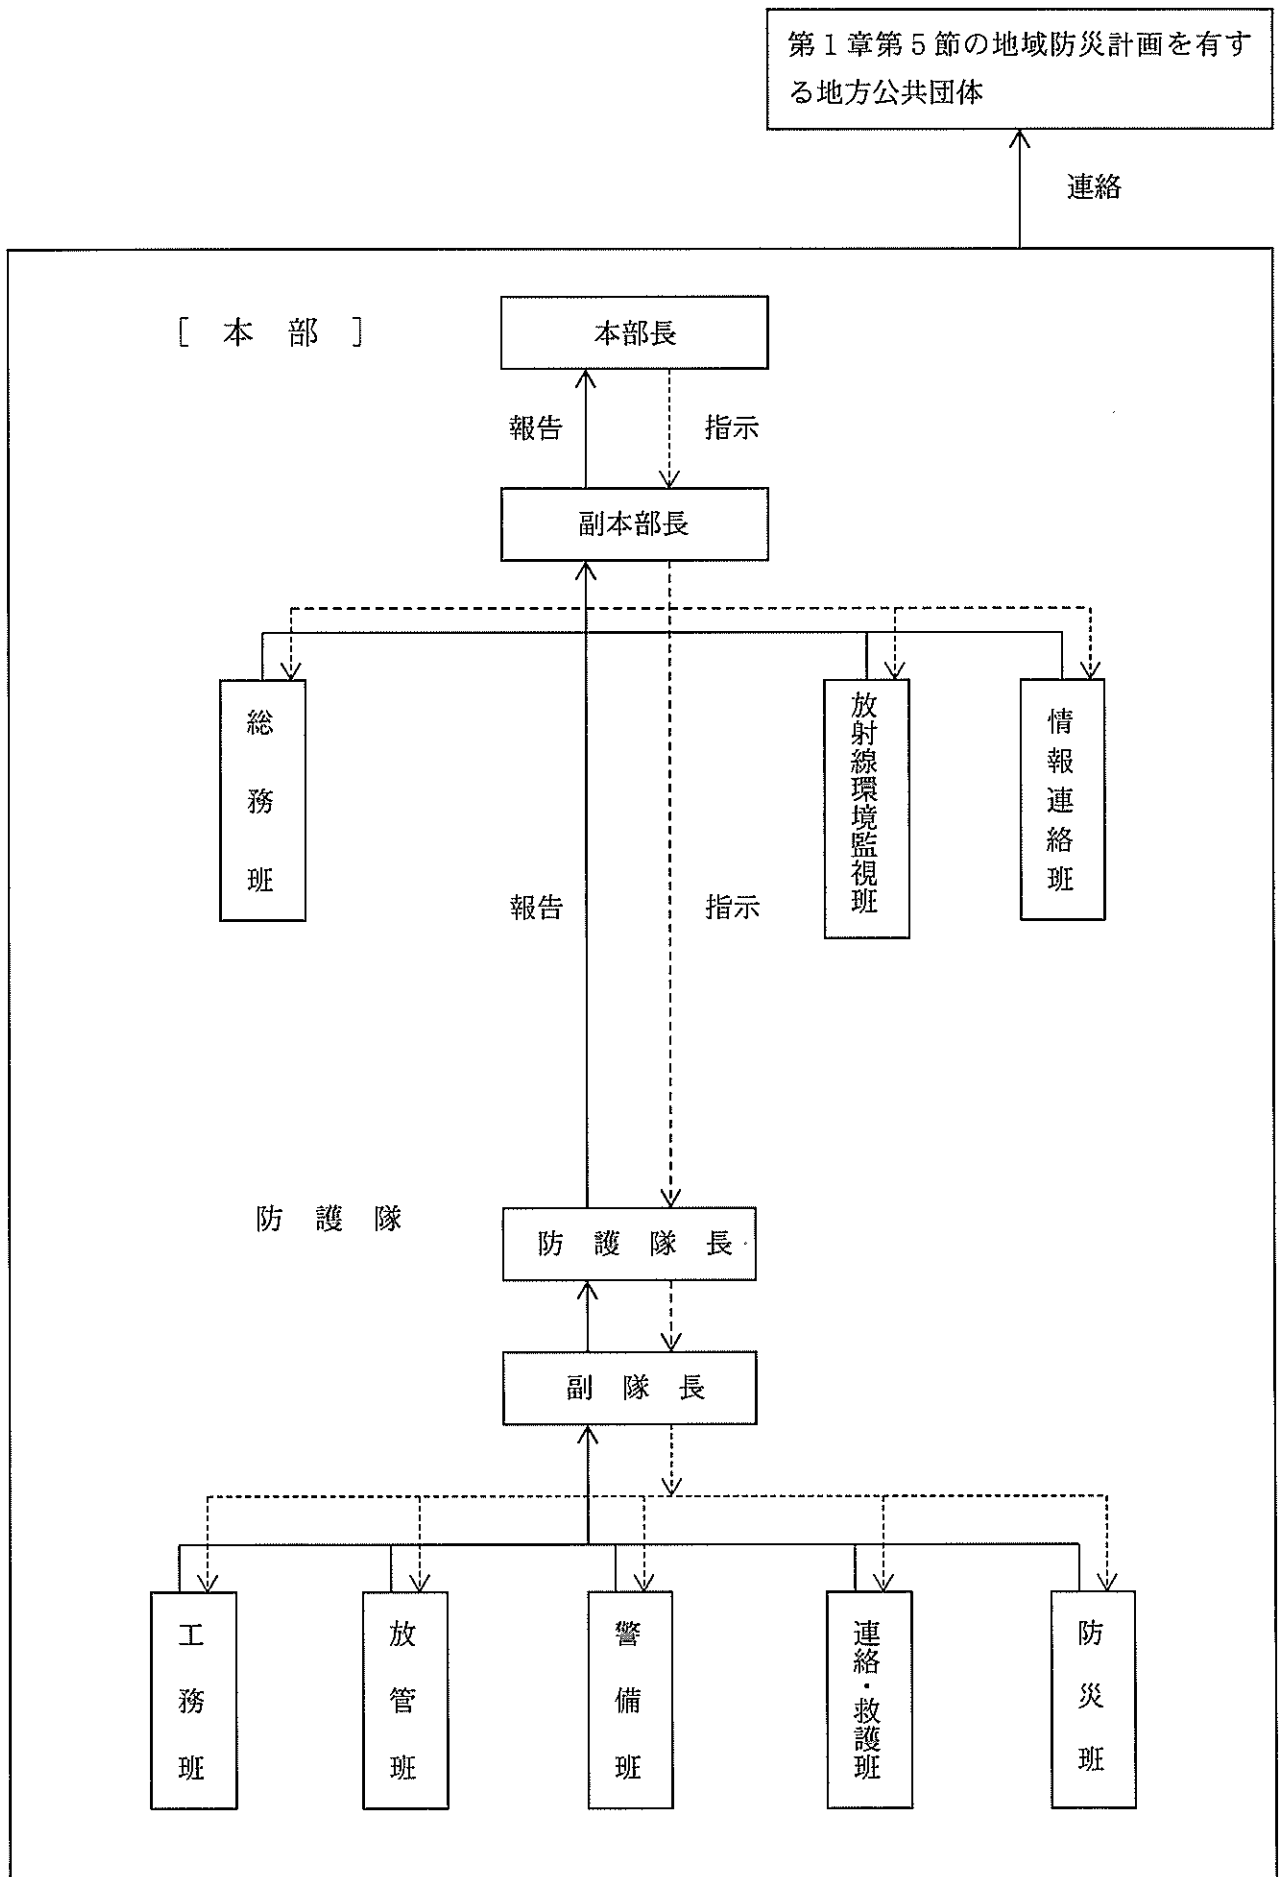 第１章第５節の地域防災計画を有す
る地方公共団体
連絡
［ 本 部 ］
本部長
報告
指示
副本部長
総務班
放射線環境監視班
情報連絡班
報告
指示
防 護 隊
防 護 隊 長
副 隊 長
工務班
放管班
警備班
連絡・救護班
防災班